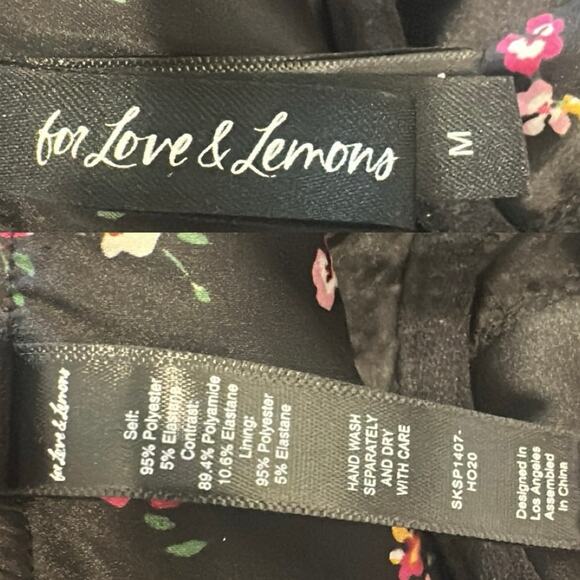 for Love & Lemons
M
for Love & Lemons
Self:
95% Polyester
5% Elastane
Contrast:
89.4% Polyamide
10.6% Elastane
Lining:
95% Polyester
5% Elastane
HAND WASH
SEPARATELY
AND DRY
WITH CARE
SKSP1407-
HO20
Designed In
Los Angeles
Assembled
In China